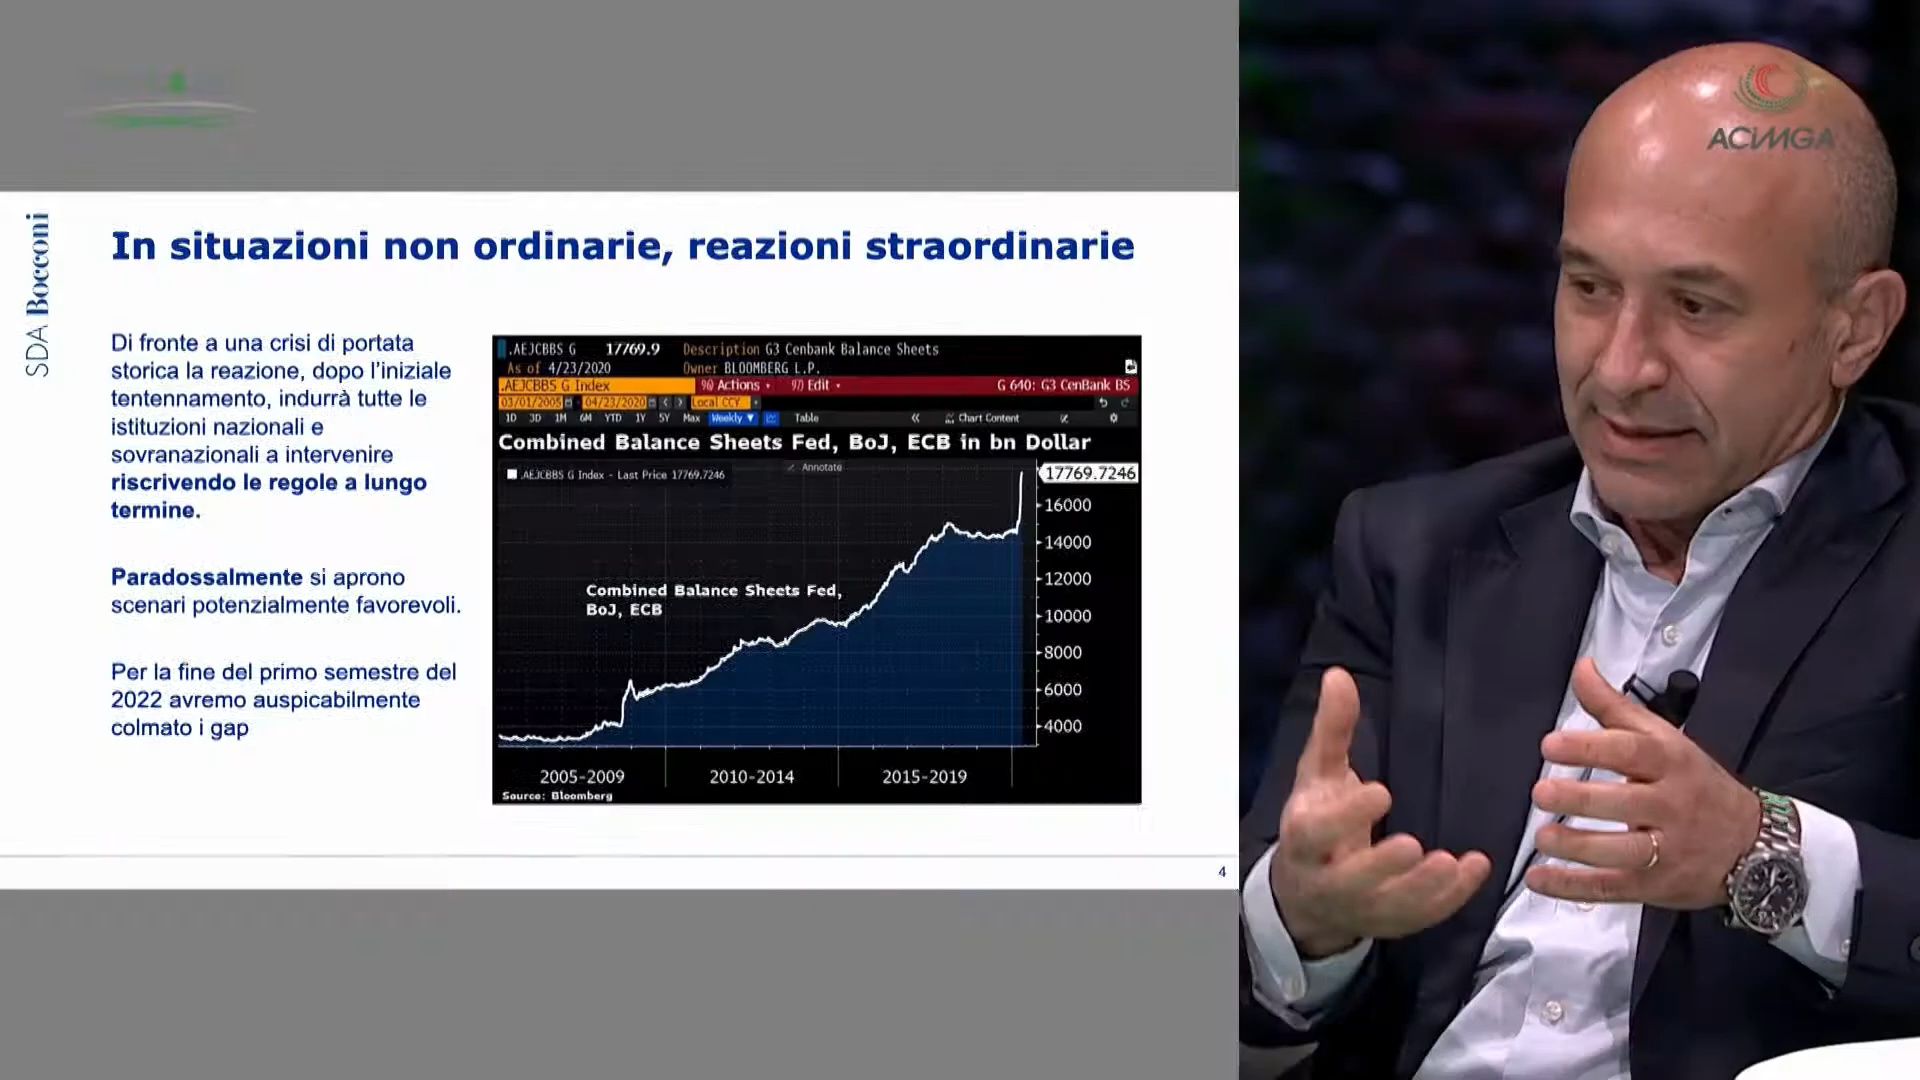 ACIMGA
SDA Bocconi
In situazioni non ordinarie, reazioni straordinarie
Di fronte a una crisi di portata
storica la reazione, dopo l'iniziale
tentennamento, indurrà tutte le
istituzioni nazionali e
sovranazionali a intervenire
riscrivendo le regole a lungo
termine.
Paradossalmente si aprono
scenari potenzialmente favorevoli.
Per la fine del primo semestre del
2022 avremo auspicabilmente
colmato i gap
.AEJCBBS G 17769.9 Description G3 Cenbank Balance Sheets
As of 4/23/2020 Owner BLOOMBERG L.P.
.AEJCBBS G Index 96) Actions 97) Edit G 640: G3 CenBank BS
03/01/2005 - 04/23/2020 Local CCY
1D 3D 1M 6M YTD 1Y 5Y Max Weekly Table Chart Content
Combined Balance Sheets Fed, BoJ, ECB in bn Dollar
.AEJCBBS G Index - Last Price 17769.7246 Annotate
17769.7246
16000
14000
12000
Combined Balance Sheets Fed,
BoJ, ECB
10000
8000
6000
4000
2005-2009 2010-2014 2015-2019
Source: Bloomberg
4